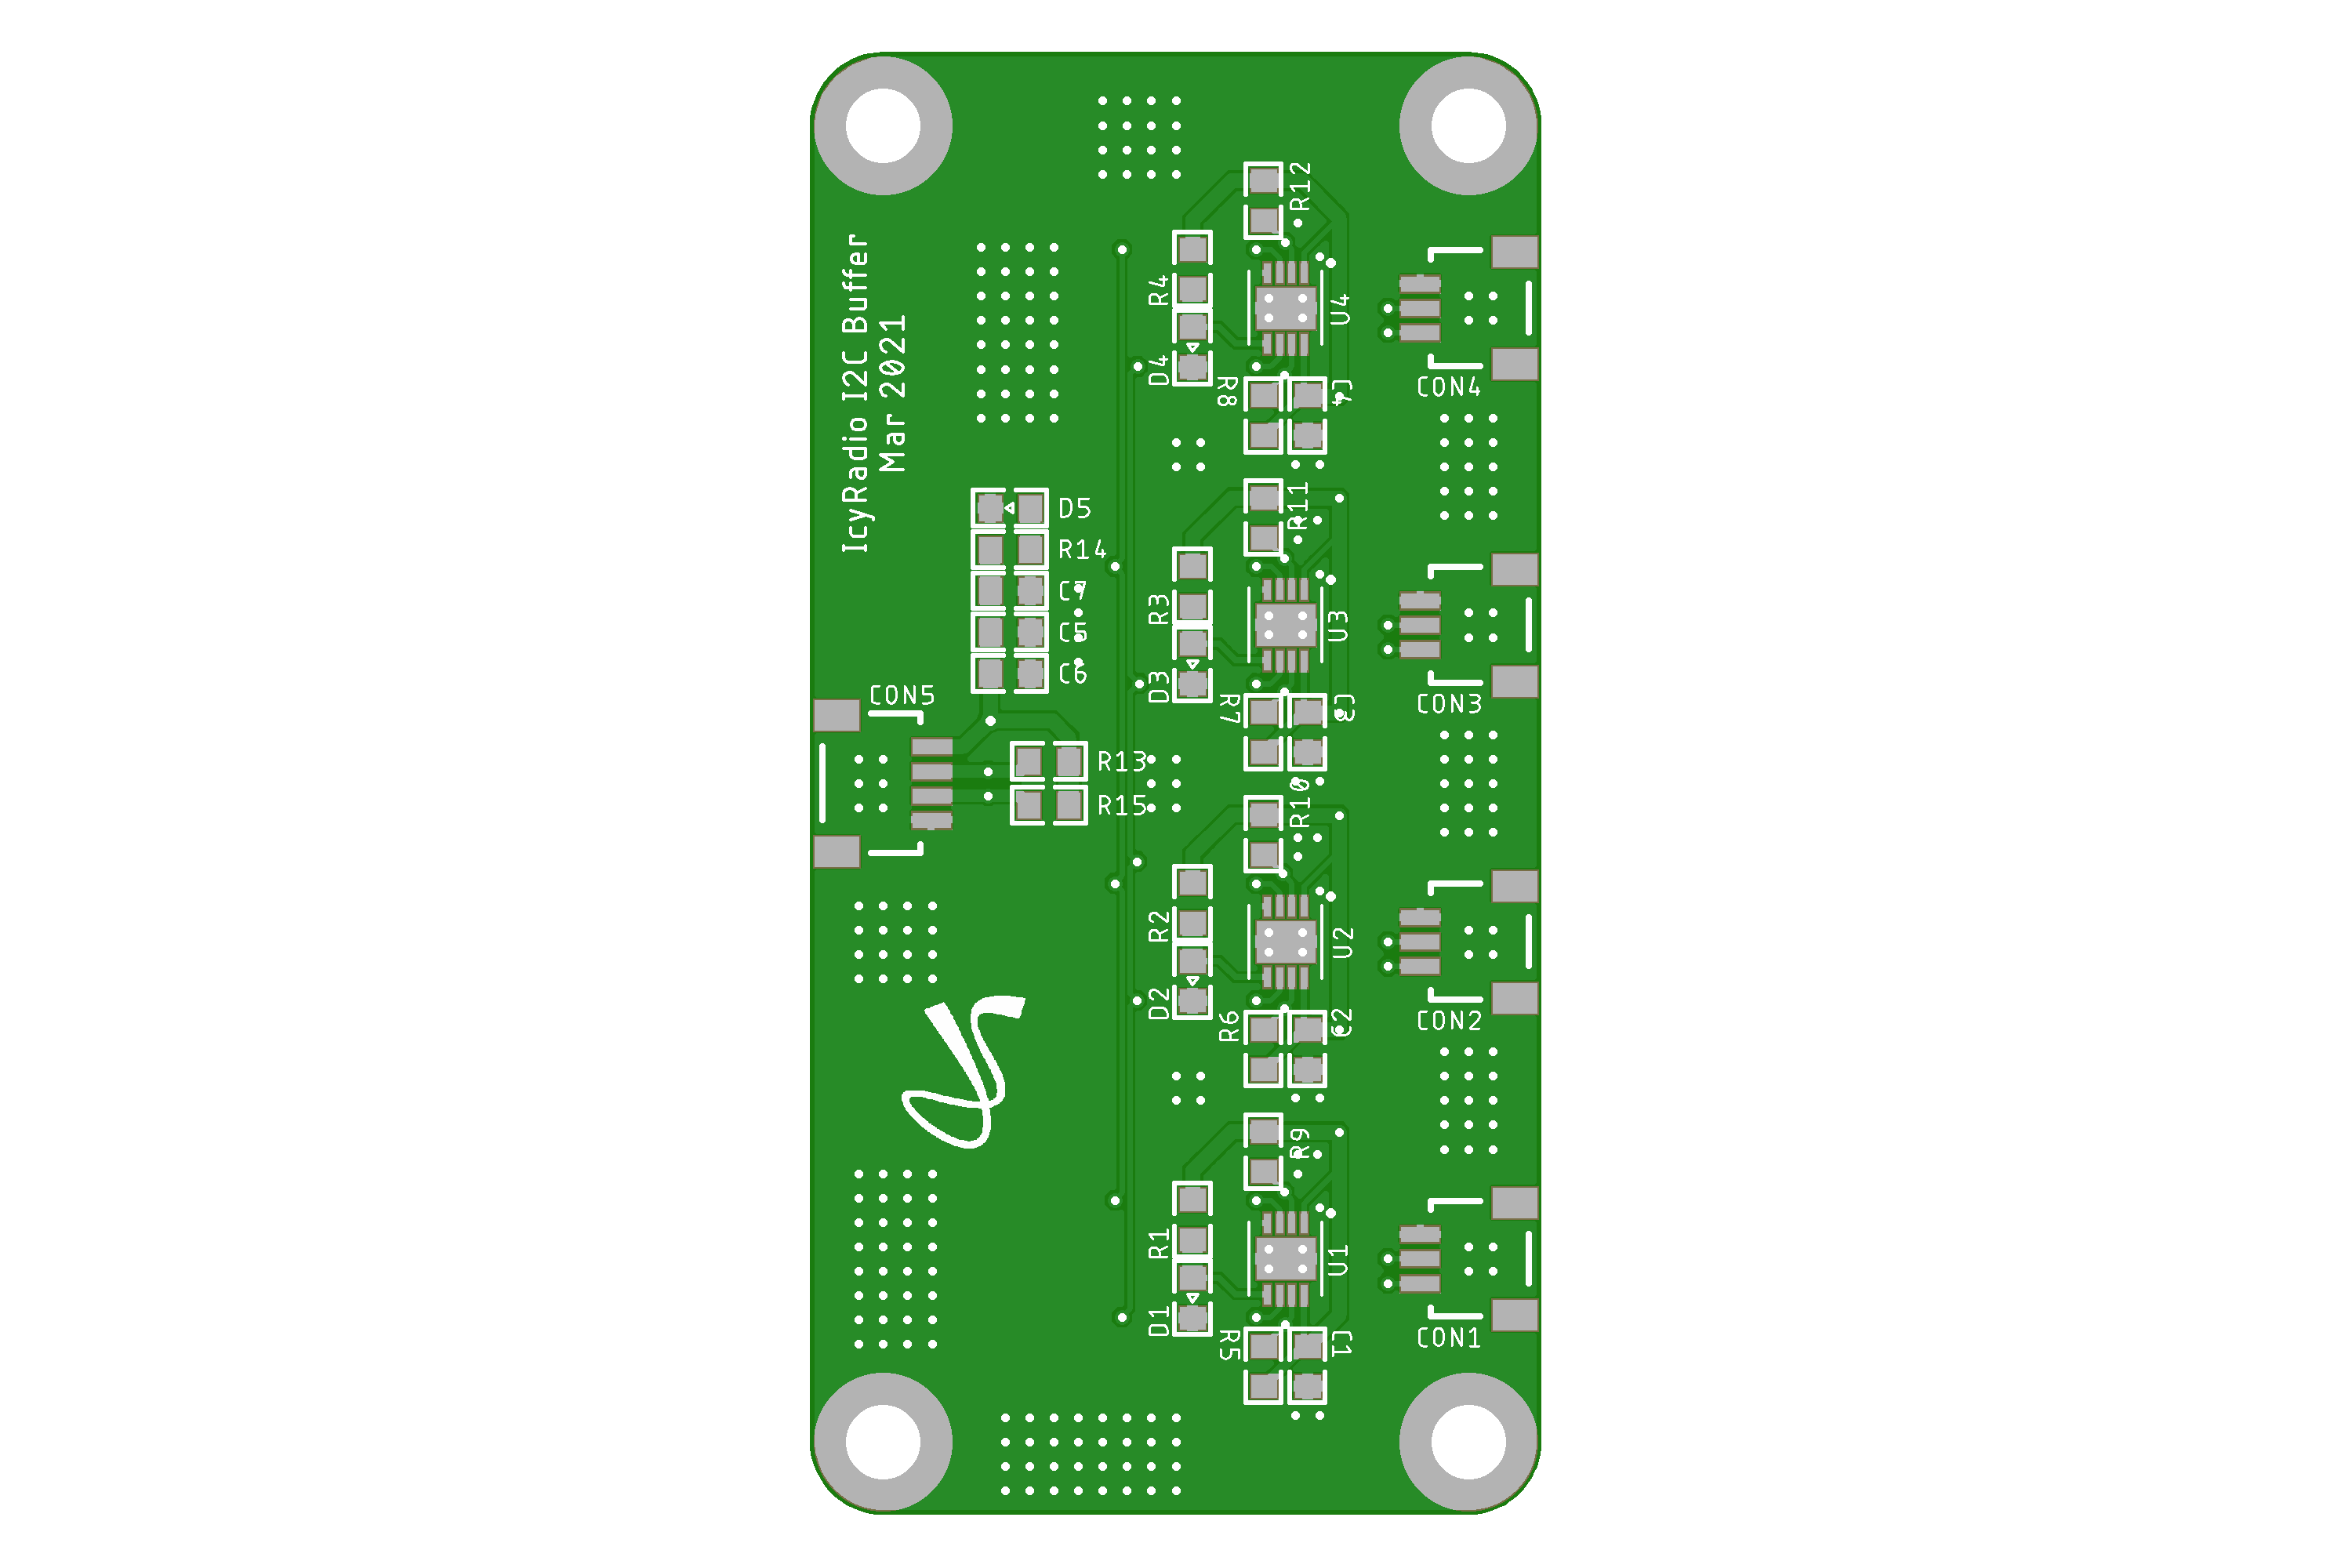 IcyRadio I2C Buffer
Mar 2021
R12
R4
U4
D4
R8
C4
CON4
D5
R14
R11
C7
R3
U3
C5
C6
D3
R7
C3
CON3
CON5
R13
R10
R15
R2
U2
D2
R6
C2
CON2
R9
R1
U1
D1
R5
C1
CON1